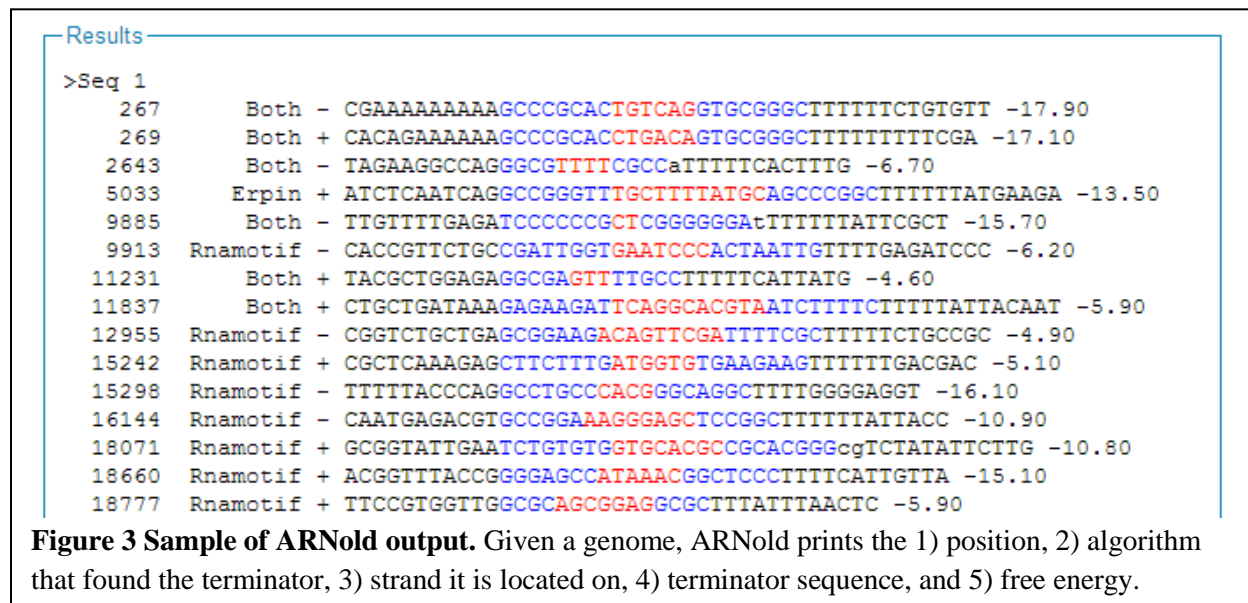 Results
>Seq 1
267 Both - CGAAAAAAAAAAGCCCGCACTGTCAGGTGCGGGCTTTTTTCTGTGTT -17.90
269 Both + CACAGAAAAAAGCCCGCACCTGACAGTGCGGGCTTTTTTTTTTCGA -17.10
2643 Both - TAGAAGGCCAGGGCGTTTTCGCCaTTTTTCACTTTG -6.70
5033 Erpin + ATCTCAATCAGGCCGGGTTTGCTTTTATGCAGCCCGGCTTTTTTATGAAGA -13.50
9885 Both - TTGTTTTGAGATCCCCCCGCTCGGGGGGAtTTTTTTATTCGCT -15.70
9913 Rnamotif - CACCGTTCTGCCGATTGGTGAATCCCACTAATTGTTTTGAGATCCC -6.20
11231 Both + TACGCTGGAGAGGCGAGTTTTGCCTTTTTCATTATG -4.60
11837 Both + CTGCTGATAAAGAGAAGATTCAGGCACGTAATCTTTTCTTTTTATTACAAT -5.90
12955 Rnamotif - CGGTCTGCTGAGCGGAAGACAGTTCGATTTTCGCTTTTTCTGCCGC -4.90
15242 Rnamotif + CGCTCAAAGAGCTTCTTTGATGGTGTGAAGAAGTTTTTTGACGAC -5.10
15298 Rnamotif - TTTTTACCCAGGCCTGCCCACGGGCAGGCTTTTGGGGAGGT -16.10
16144 Rnamotif - CAATGAGACGTGCCGGAAAGGGAGCTCCGGCTTTTTTATTACC -10.90
18071 Rnamotif + GCGGTATTGAATCTGTGTGGTGCACGCCGCACGGGcgTCTATATTCTTG -10.80
18660 Rnamotif + ACGGTTTACCGGGGAGCCATAAACGGCTCCCTTTTCATTGTTA -15.10
18777 Rnamotif + TTCCGTGGTTGGCGCAGCGGAGGCGCTTTATTTAACTC -5.90
Figure 3 Sample of ARNold output. Given a genome, ARNold prints the 1) position, 2) algorithm
that found the terminator, 3) strand it is located on, 4) terminator sequence, and 5) free energy.